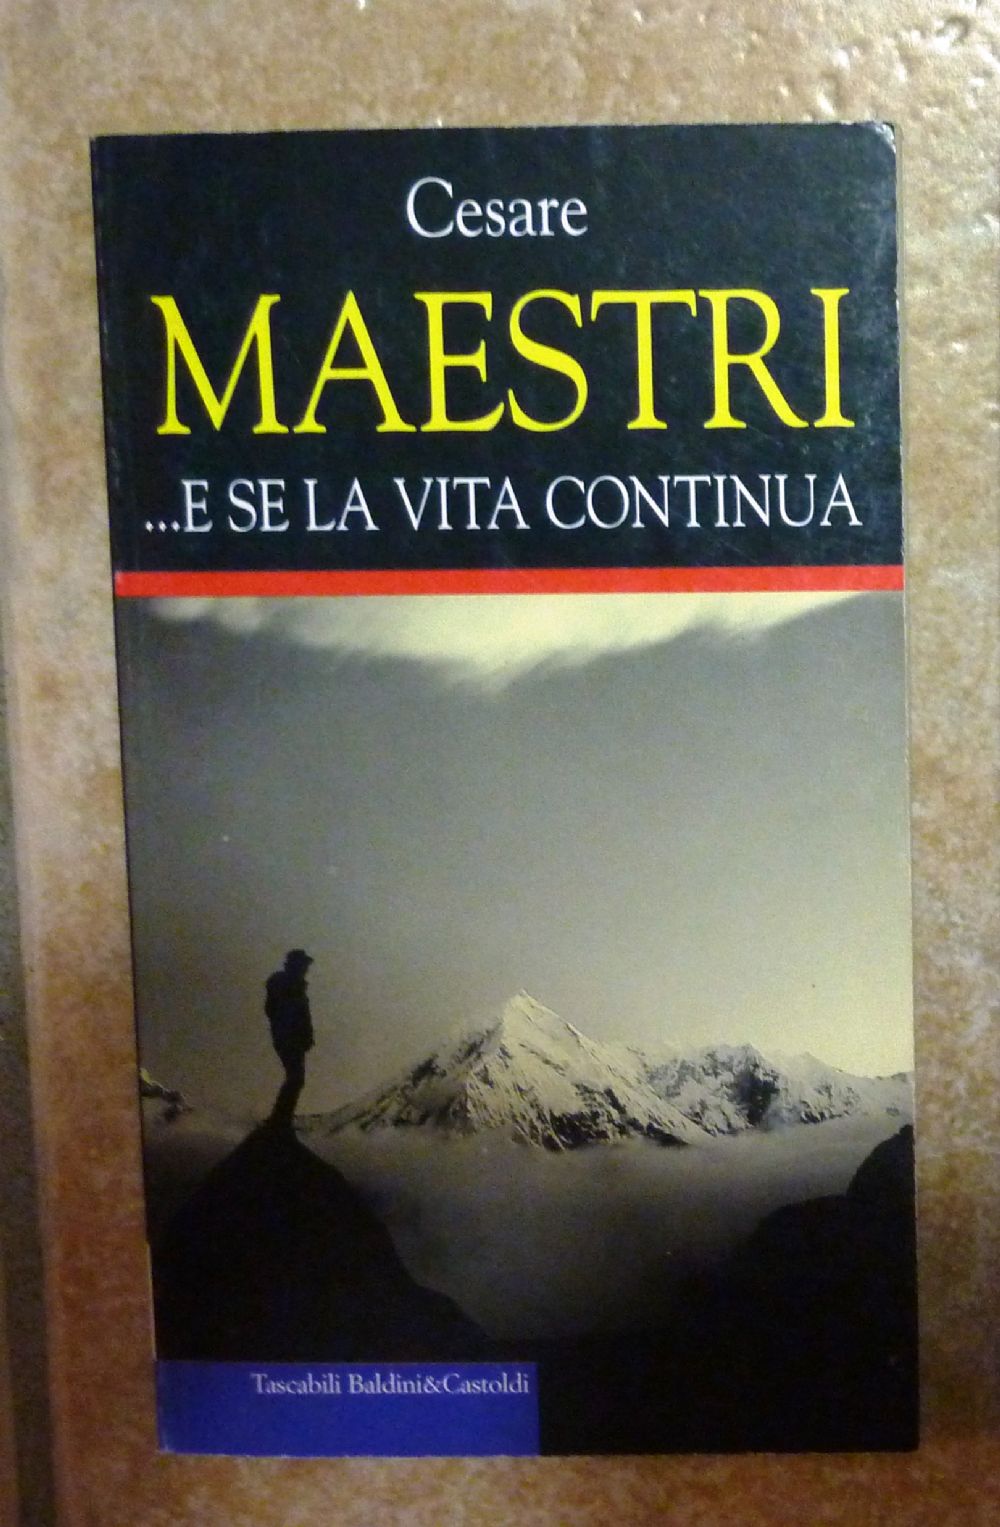 Cesare
MAESTRI
...E SE LA VITA CONTINUA
Tascabili Baldini&Castoldi